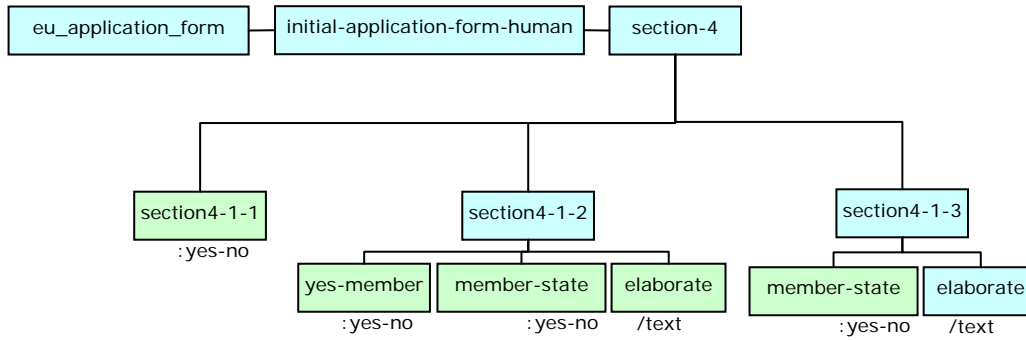 eu_application_form initial-application-form-human section-4
section4-1-1 section4-1-2 section4-1-3
:yes-no
yes-member member-state elaborate member-state elaborate
:yes-no :yes-no /text :yes-no /text